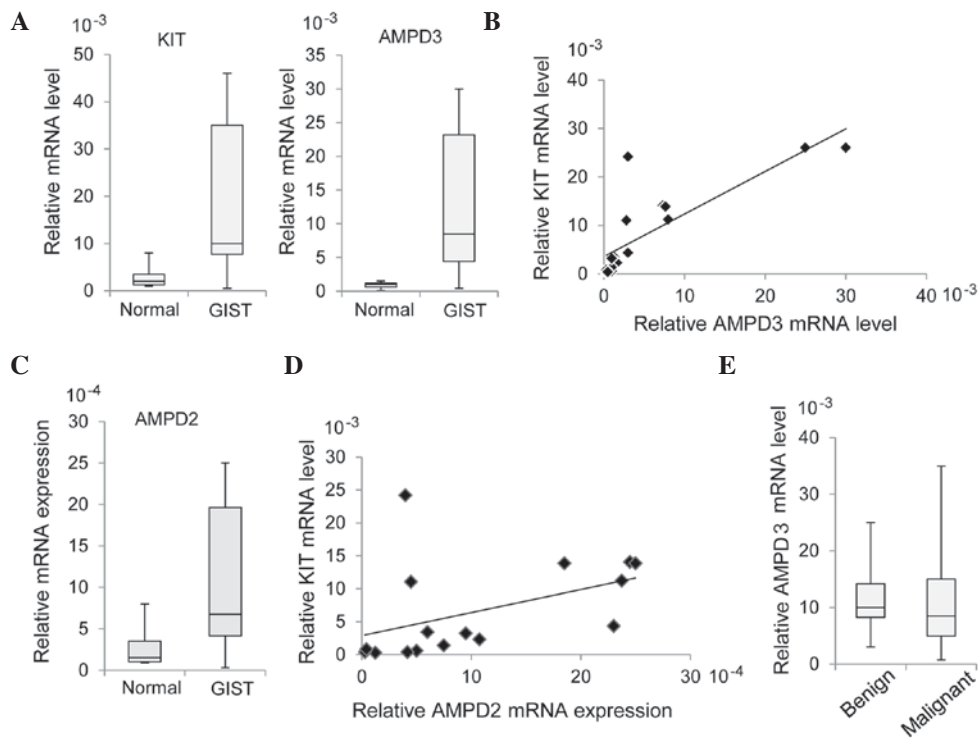 A
10-3
KIT
Relative mRNA level
50
40
30
20
10
0
Normal GIST
10-3
AMPD3
Relative mRNA level
35
30
25
20
15
10
5
0
Normal GIST
B
10-3
Relative KIT mRNA level
40
30
20
10
0
0 10 20 30 40 10-3
Relative AMPD3 mRNA level
C
10-4
AMPD2
Relative mRNA expression
30
25
20
15
10
5
0
Normal GIST
D
10-3
Relative KIT mRNA level
30
25
20
15
10
5
0
0 10 20 30 10-4
Relative AMPD2 mRNA expression
E
10-3
Relative AMPD3 mRNA level
40
30
20
10
0
Benign
Malignant